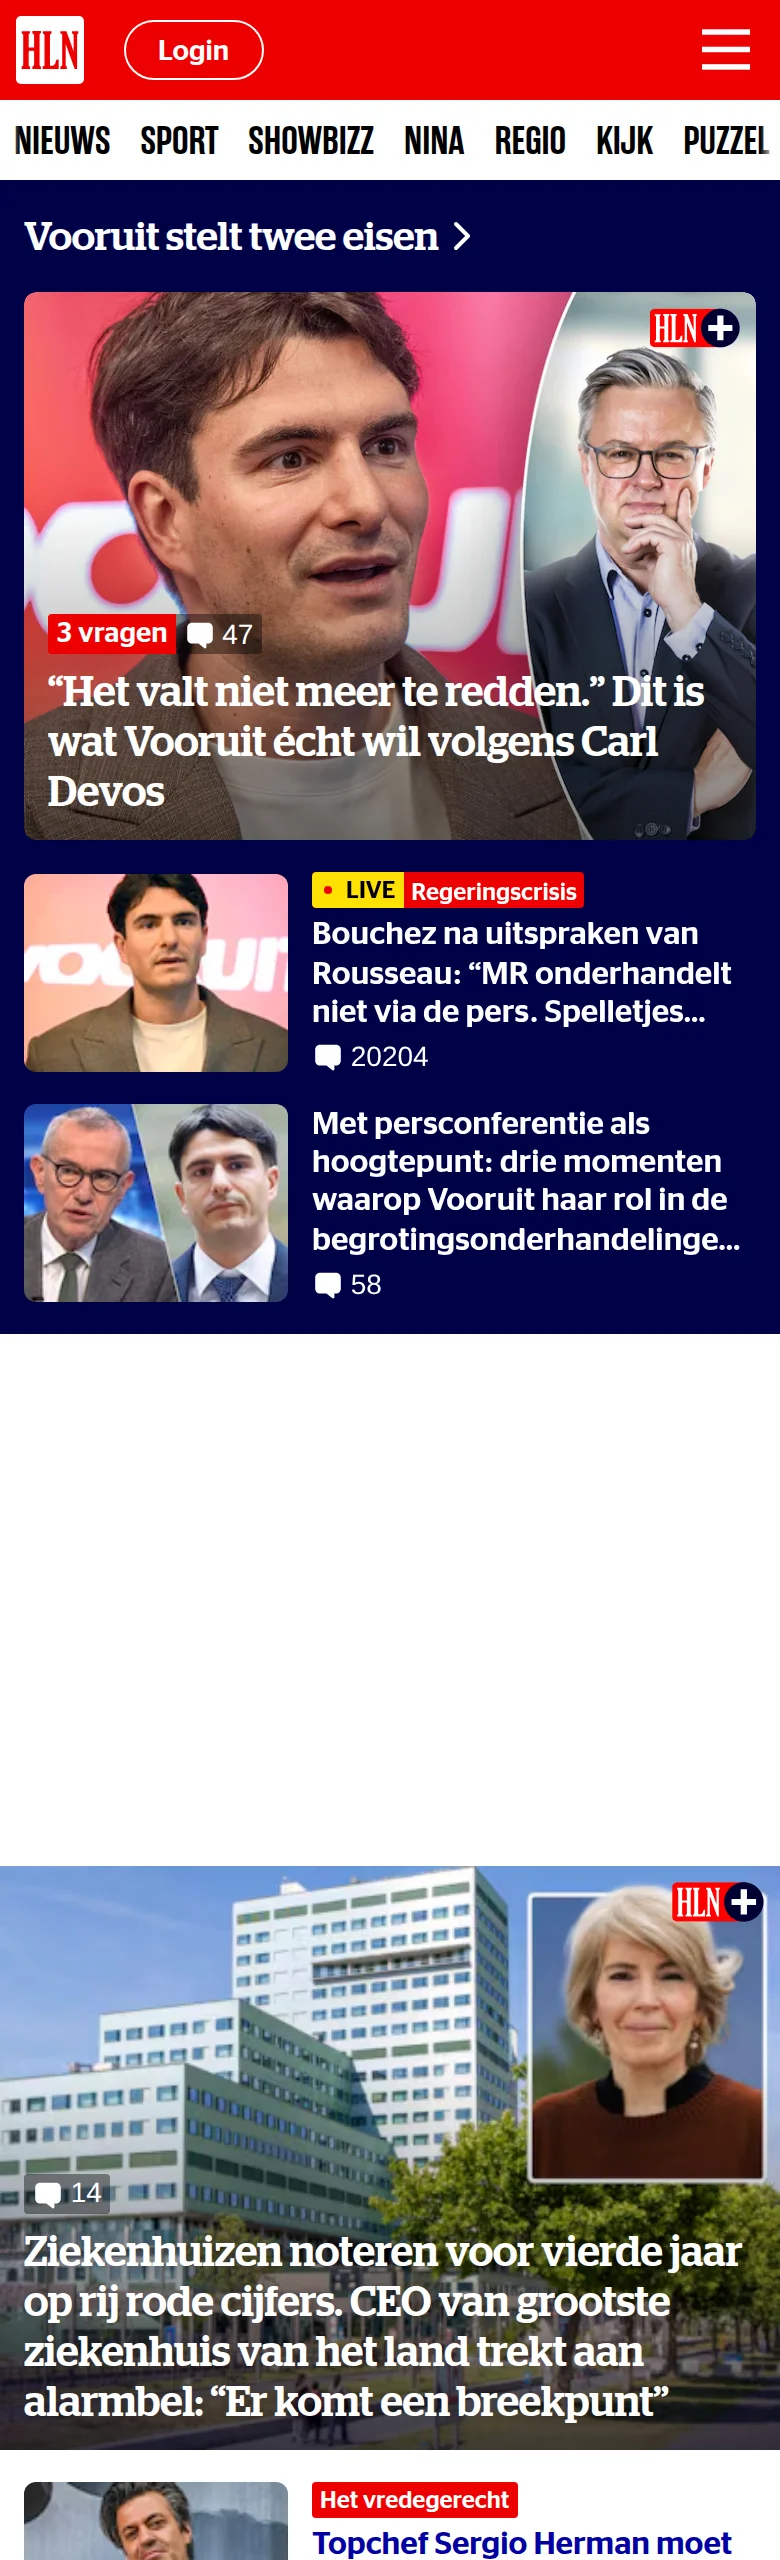 HLN
Login
NIEUWS SPORT SHOWBIZZ NINA REGIO KIJK PUZZEL
Vooruit stelt twee eisen
HLN
3 vragen 47
“Het valt niet meer te redden.” Dit is
wat Vooruit écht wil volgens Carl
Devos
LIVE Regeringscrisis
Bouchez na uitspraken van
Rousseau: “MR onderhandelt
niet via de pers. Spelletjes...
20204
Met persconferentie als
hoogtepunt: drie momenten
waarop Vooruit haar rol in de
begrotingsonderhandelinge...
58
HLN
14
Ziekenhuizen noteren voor vierde jaar
op rij rode cijfers. CEO van grootste
ziekenhuis van het land trekt aan
alarmbel: “Er komt een breekpunt”
Het vredegerecht
Topchef Sergio Herman moet